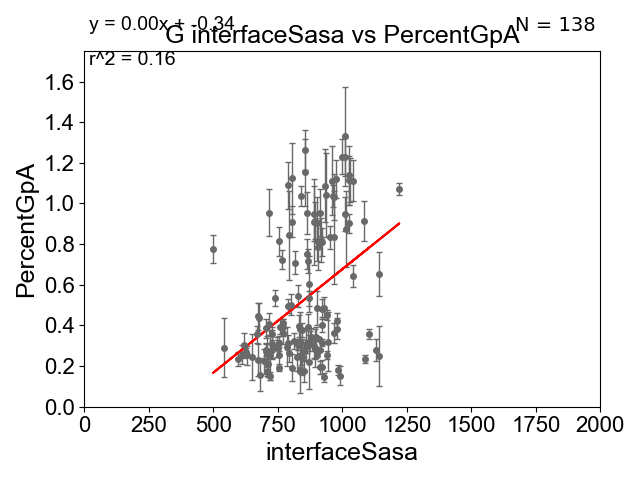 y = 0.00x + -0.34
N = 138
G interfaceSasa vs PercentGpA
r^2 = 0.16
PercentGpA
1.6
1.4
1.2
1.0
0.8
0.6
0.4
0.2
0.0
0 250 500 750 1000 1250 1500 1750 2000
interfaceSasa